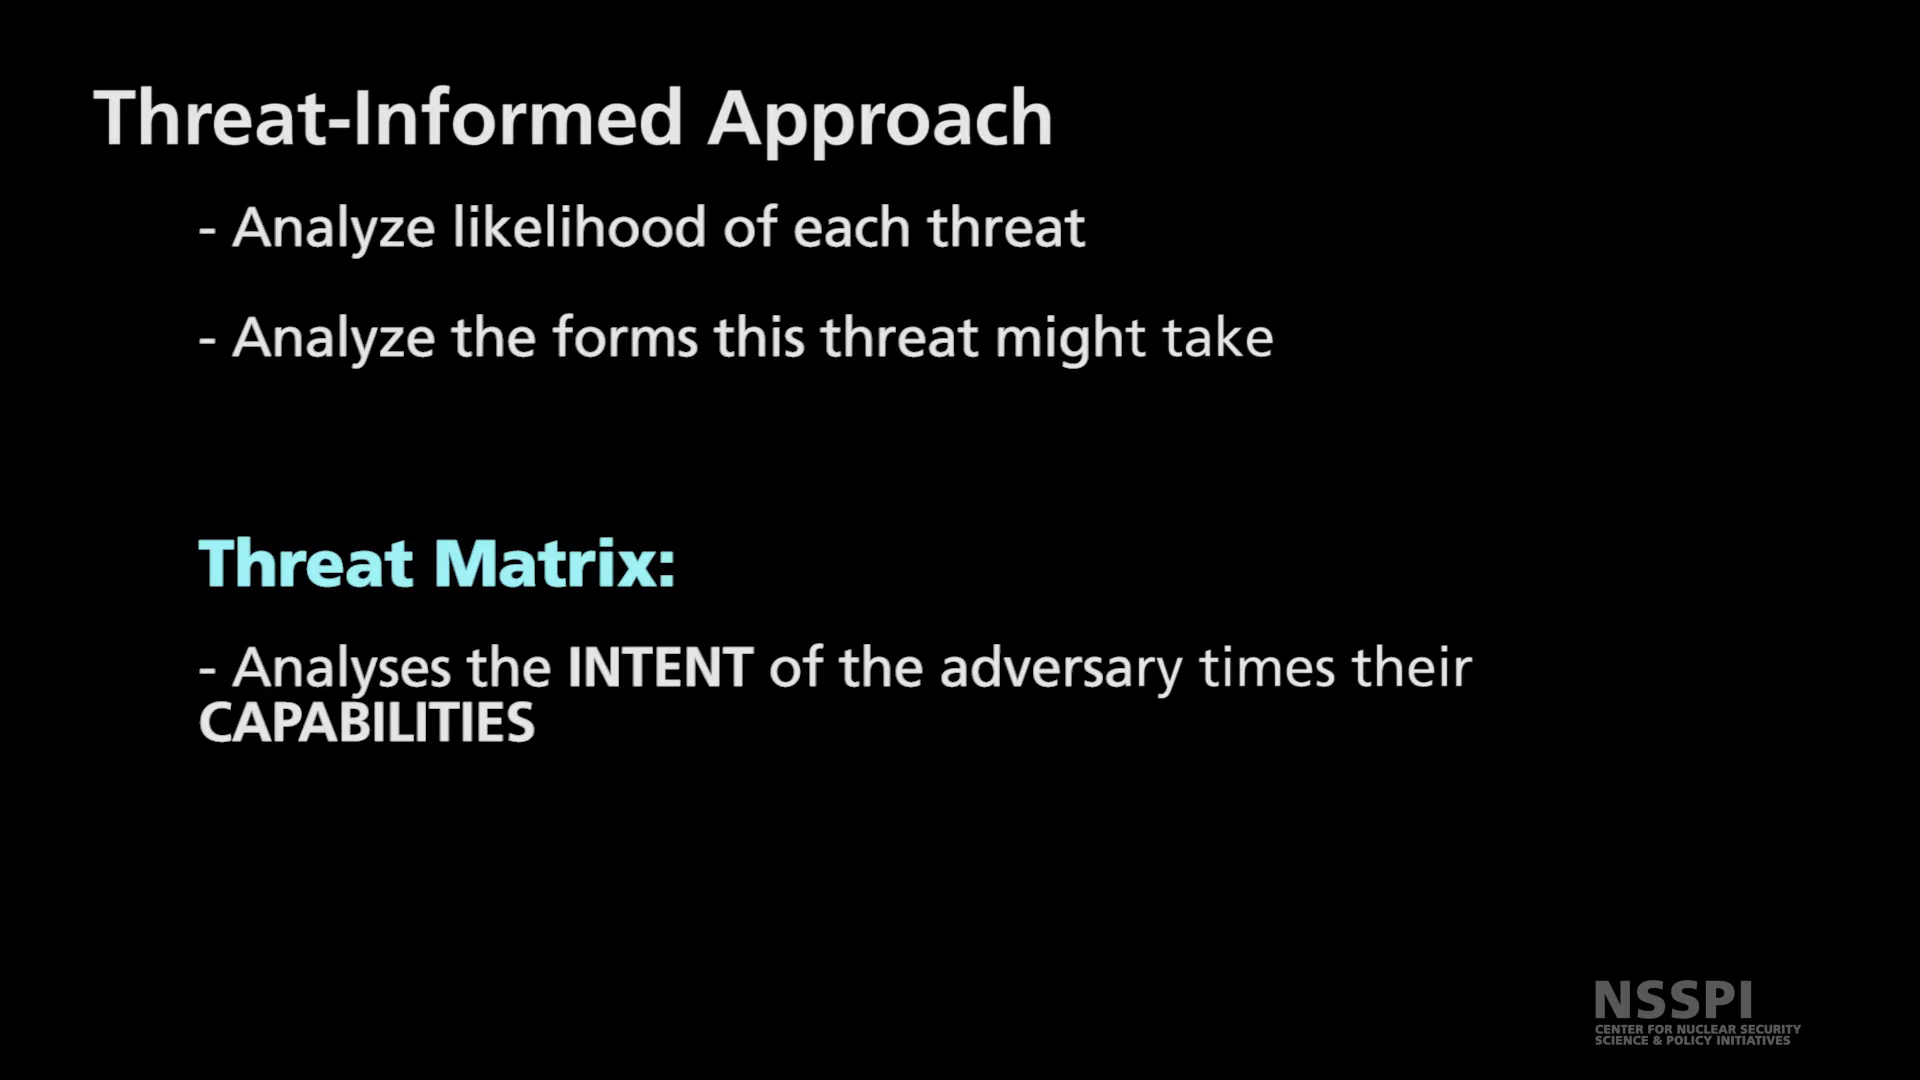 Threat-Informed Approach
- Analyze likelihood of each threat
- Analyze the forms this threat might take
Threat Matrix:
- Analyses the INTENT of the adversary times their
CAPABILITIES
NSSPI
CENTER FOR NUCLEAR SECURITY
SCIENCE & POLICY INITIATIVES